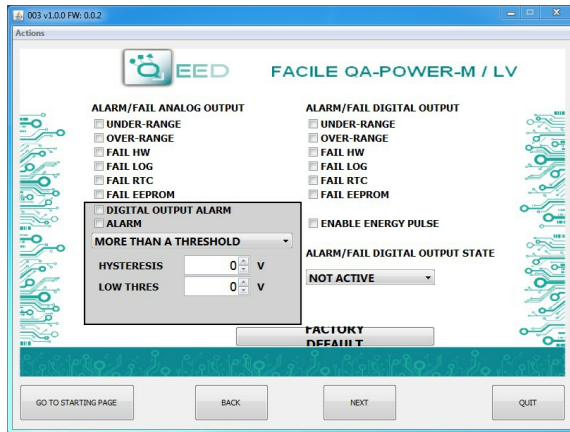 003 v1.0.0 FW: 0.0.2
Actions
QEED
FACILE QA-POWER-M / LV
ALARM/FAIL ANALOG OUTPUT
UNDER-RANGE
OVER-RANGE
FAIL HW
FAIL LOG
FAIL RTC
FAIL EEPROM
DIGITAL OUTPUT ALARM
ALARM
MORE THAN A THRESHOLD
HYSTERESIS 0 V
LOW THRES 0 V
ALARM/FAIL DIGITAL OUTPUT
UNDER-RANGE
OVER-RANGE
FAIL HW
FAIL LOG
FAIL RTC
FAIL EEPROM
ENABLE ENERGY PULSE
ALARM/FAIL DIGITAL OUTPUT STATE
NOT ACTIVE
FACTORY
DEFAULT
GO TO STARTING PAGE
BACK
NEXT
QUIT